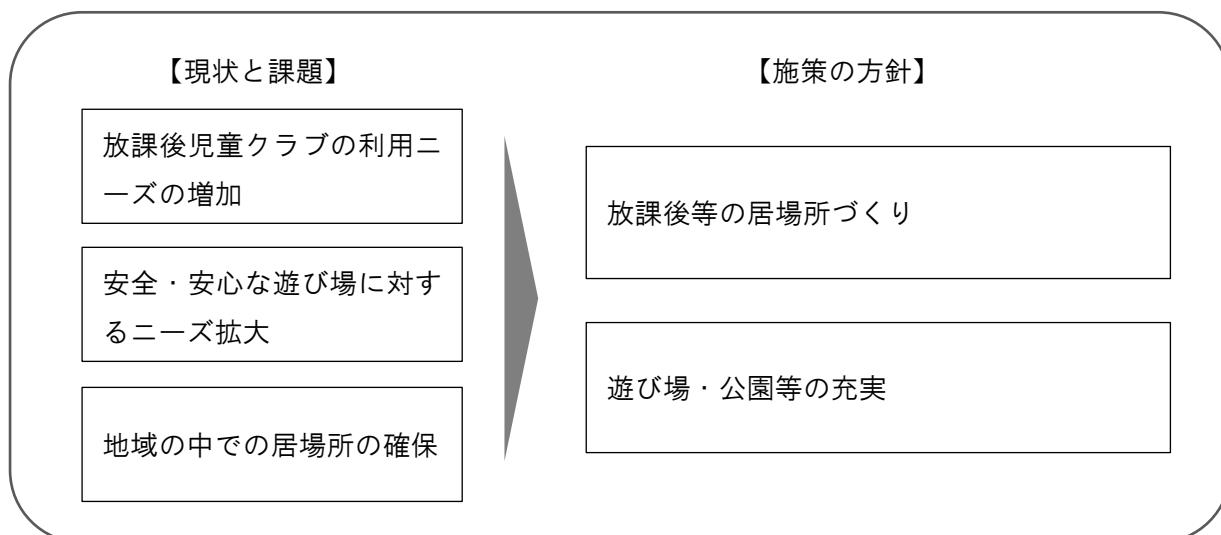 【現状と課題】
放課後児童クラブの利用ニ
ーズの増加
安全・安心な遊び場に対す
るニーズ拡大
地域の中での居場所の確保
【施策の方針】
放課後等の居場所づくり
遊び場・公園等の充実